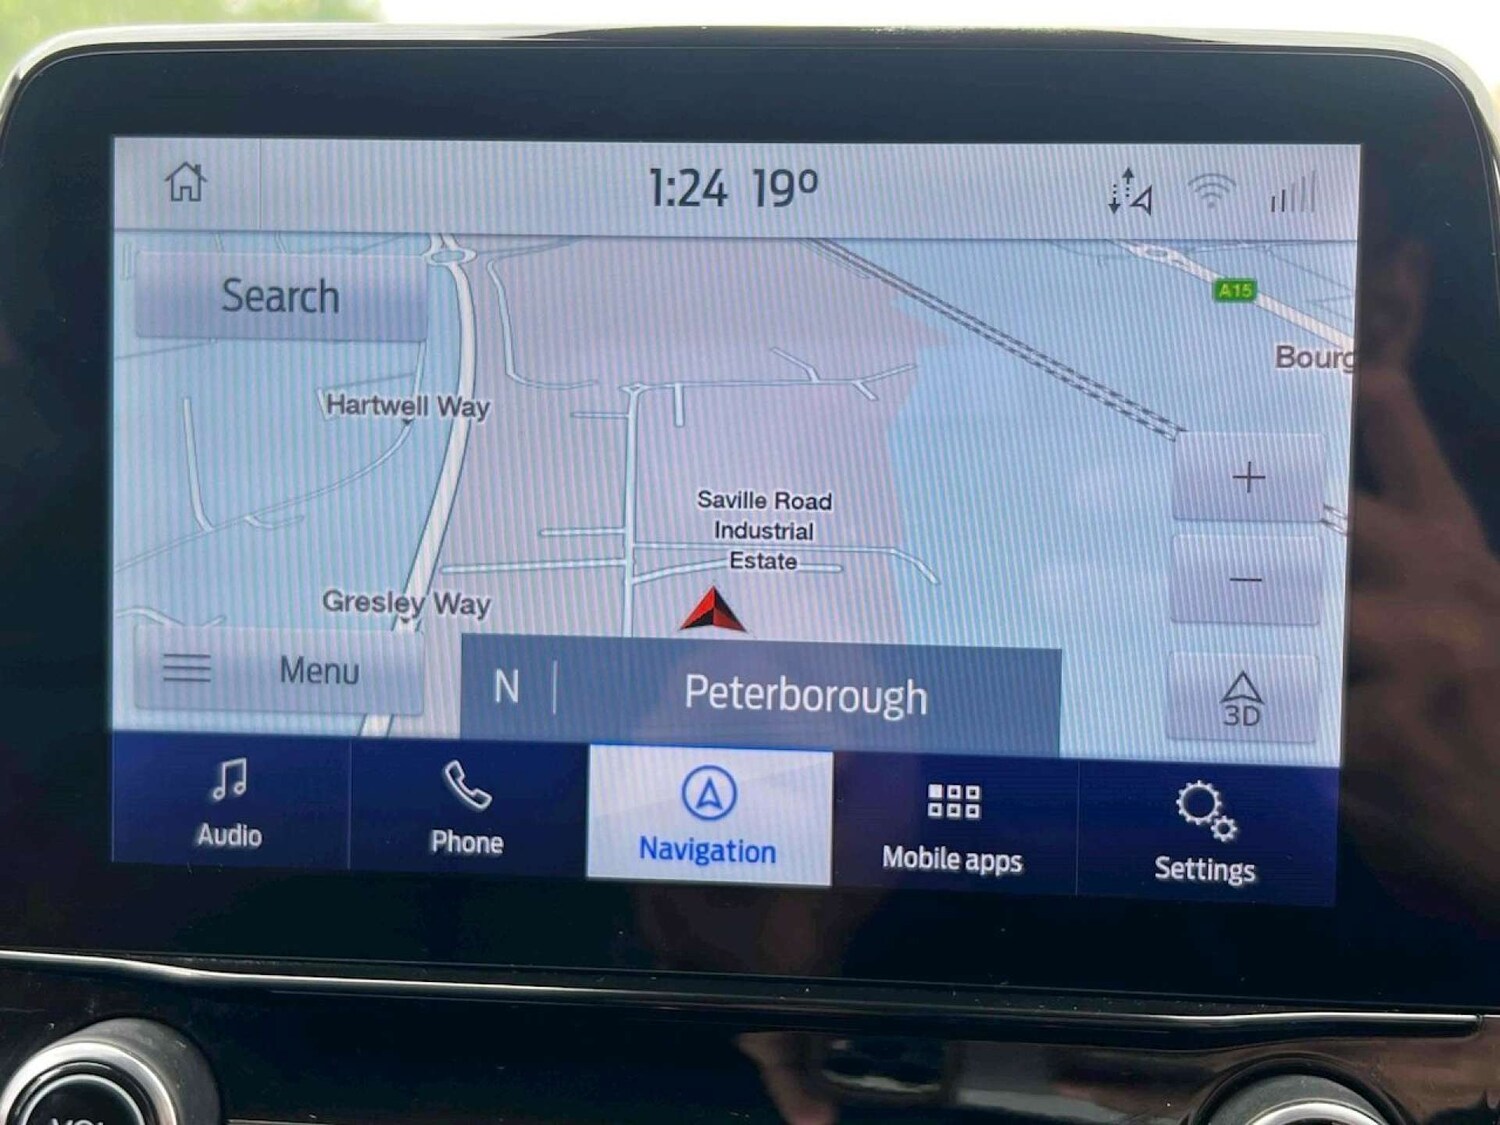 1:24 19º
Search
A15
Bourg
Hartwell Way
Saville Road
Industrial
Estate
+
−
Gresley Way
Menu
N
Peterborough
3D
Audio
Phone
Navigation
Mobile apps
Settings